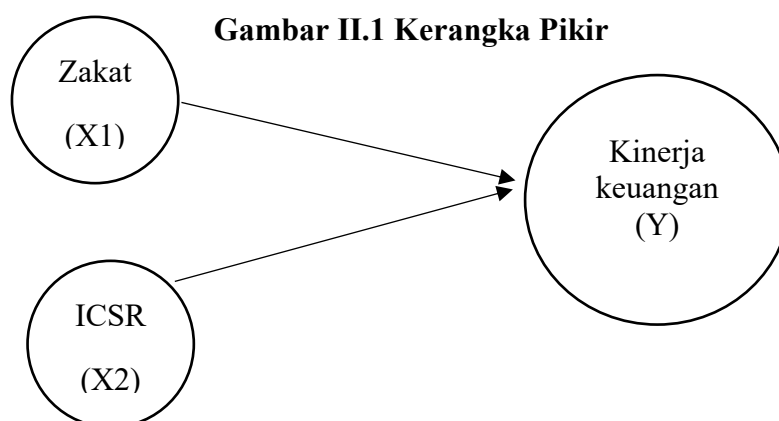 Gambar II.1 Kerangka Pikir
Zakat
(X1)
Kinerja
keuangan
(Y)
ICSR
(X2)